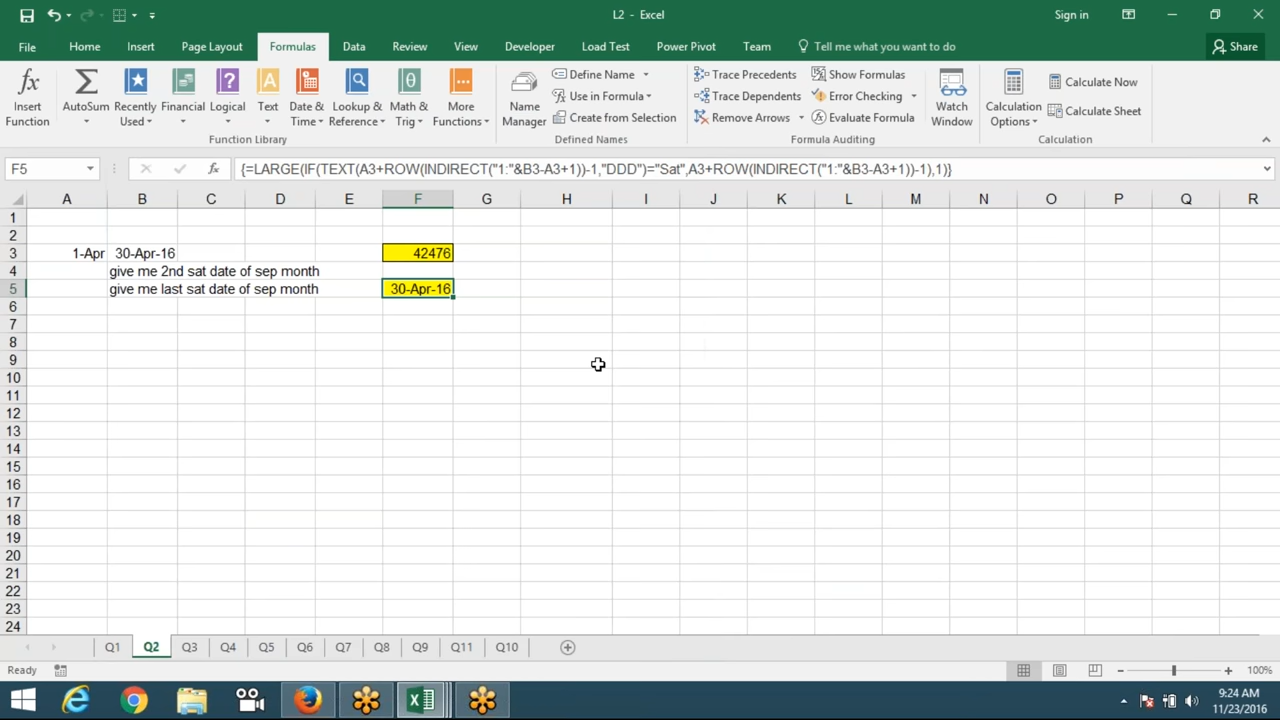 L2 - Excel
Sign in
File Home Insert Page Layout Formulas Data Review View Developer Load Test Power Pivot Team Tell me what you want to do Share
Insert Function
AutoSum
Recently Used
Financial
Logical
Text
Date & Time
Lookup & Reference
Math & Trig
More Functions
Function Library
Name Manager
Define Name
Use in Formula
Create from Selection
Defined Names
Trace Precedents
Trace Dependents
Remove Arrows
Show Formulas
Error Checking
Evaluate Formula
Formula Auditing
Watch Window
Calculation Options
Calculate Now
Calculate Sheet
Calculation
F5 fx {=LARGE(IF(TEXT(A3+ROW(INDIRECT("1:"&B3-A3+1))-1,"DDD")="Sat",A3+ROW(INDIRECT("1:"&B3-A3+1))-1),1)}
A B C D E F G H I J K L M N O P Q R
1
2
3 1-Apr 30-Apr-16 42476
4 give me 2nd sat date of sep month
5 give me last sat date of sep month 30-Apr-16
6
7
8
9
10
11
12
13
14
15
16
17
18
19
20
21
22
23
24
Q1 Q2 Q3 Q4 Q5 Q6 Q7 Q8 Q9 Q11 Q10
Ready 100%
9:24 AM
11/23/2016